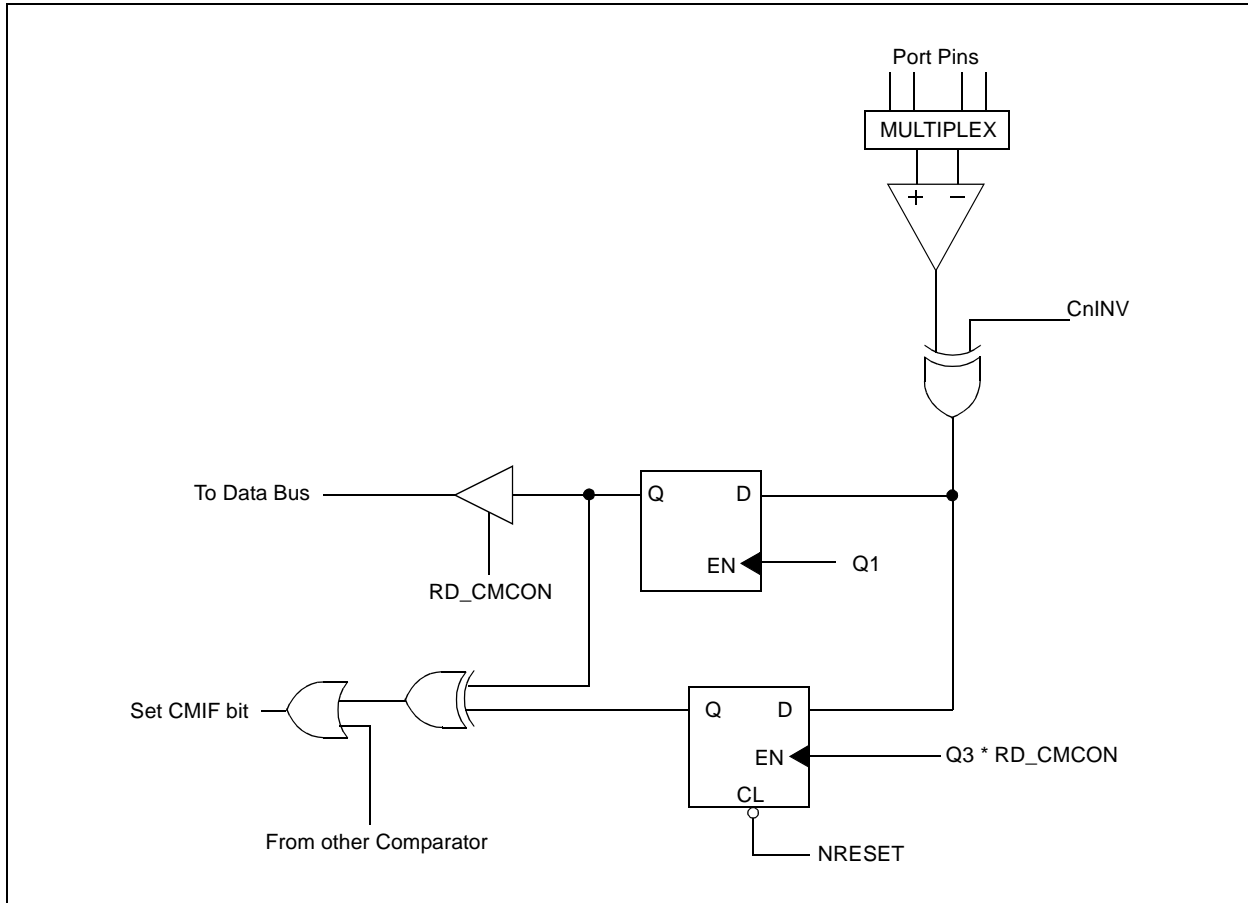 Port Pins
MULTIPLEX
+ −
CnINV
To Data Bus
Q D
EN
Q1
RD_CMCON
Set CMIF bit
Q D
EN
Q3 * RD_CMCON
CL
From other Comparator
NRESET